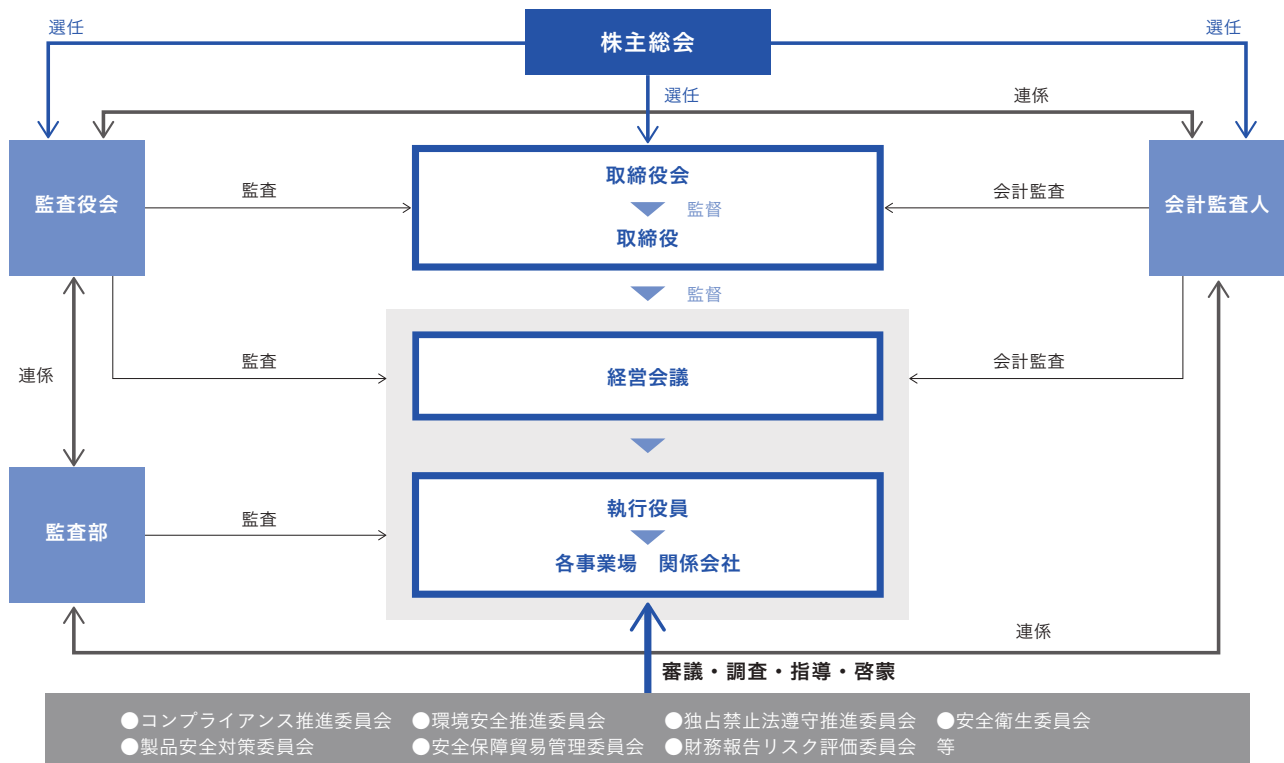 選任
株主総会
選任
選任
連係
監査役会
監査
取締役会
監督
取締役
会計監査
会計監査人
監督
連係
監査
経営会議
会計監査
監査部
監査
執行役員
各事業場　関係会社
連係
審議・調査・指導・啓蒙
●コンプライアンス推進委員会　●環境安全推進委員会　●独占禁止法遵守推進委員会　●安全衛生委員会
●製品安全対策委員会　●安全保障貿易管理委員会　●財務報告リスク評価委員会　等